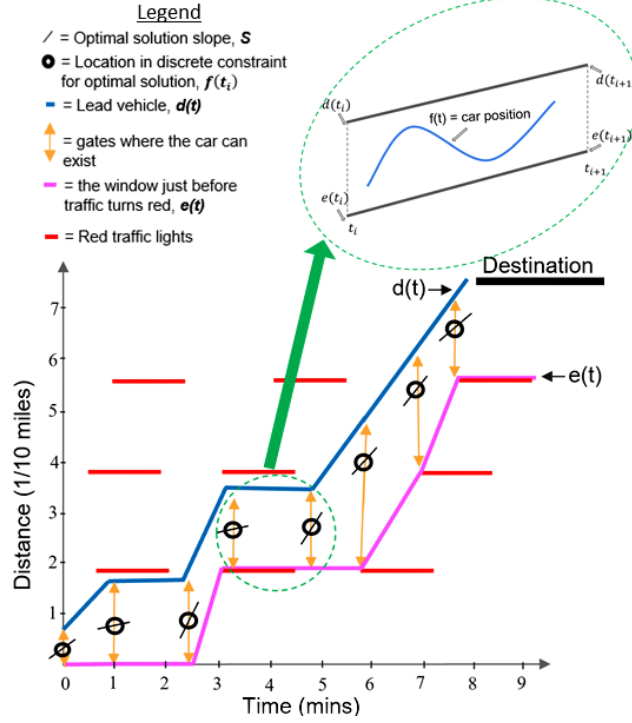 Legend
/ = Optimal solution slope, S
= Location in discrete constraint
for optimal solution, f(tᵢ)
= Lead vehicle, d(t)
= gates where the car can
exist
= the window just before
traffic turns red, e(t)
= Red traffic lights
d(tᵢ)
d(tᵢ₊₁)
f(t) = car position
e(tᵢ)
e(tᵢ₊₁)
tᵢ
tᵢ₊₁
Destination
d(t)
e(t)
Distance (1/10 miles)
7
6
5
4
3
2
1
0 1 2 3 4 5 6 7 8 9
Time (mins)